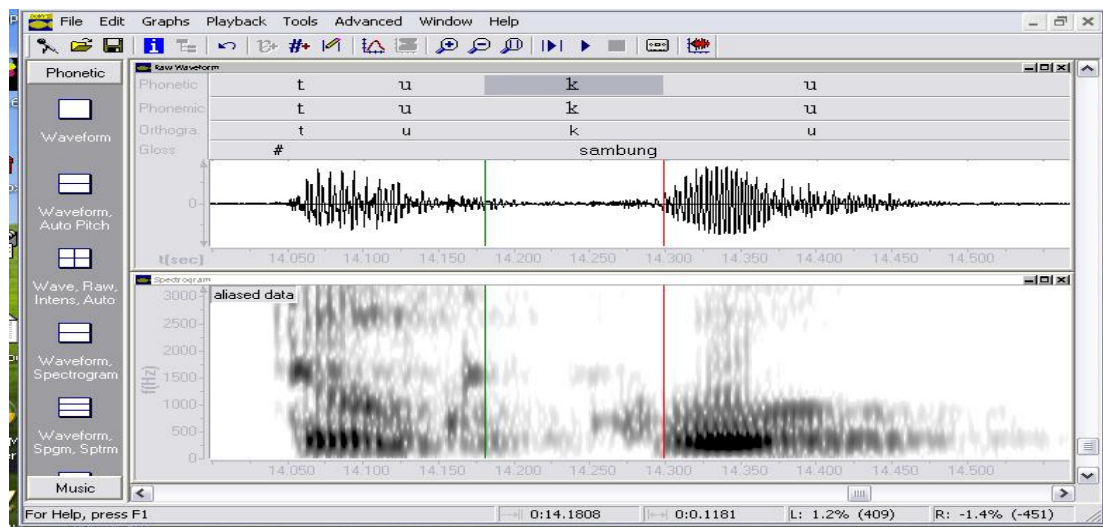 File Edit Graphs Playback Tools Advanced Window Help
Phonetic
Waveform
Waveform, Auto Pitch
Wave, Raw, Intens, Auto
Waveform, Spectrogram
Waveform, Spgm, Sptrm
Music
Raw Waveform
Phonetic t u k u
Phonemic t u k u
Orthogra. t u k u
Gloss # sambung
0
t(sec) 14.050 14.100 14.150 14.200 14.250 14.300 14.350 14.400 14.450 14.500
Spectrogram
aliased data
f(Hz)
3000
2500
2000
1500
1000
500
0
14.050 14.100 14.150 14.200 14.250 14.300 14.350 14.400 14.450 14.500
For Help, press F1 0:14.1808 0:0.1181 L: 1.2% (409) R: -1.4% (-451)